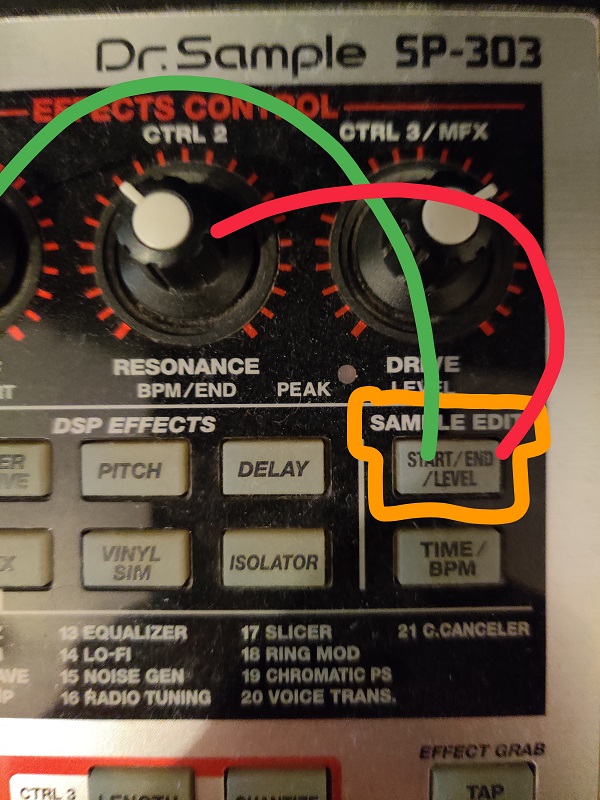 Dr. Sample SP-303
EFFECTS CONTROL
CTRL 2
CTRL 3/MFX
RESONANCE
DRIVE
BPM/END
PEAK
LEVEL
DSP EFFECTS
SAMPLE EDIT
PITCH
DELAY
START/END
/LEVEL
VINYL
SIM
ISOLATOR
TIME/
BPM
13 EQUALIZER
14 LO-FI
15 NOISE GEN
16 RADIO TUNING
17 SLICER
18 RING MOD
19 CHROMATIC PS
20 VOICE TRANS.
21 C.CANCELER
EFFECT GRAB
CTRL 3
LENGTH
QUANTIZE
TAP